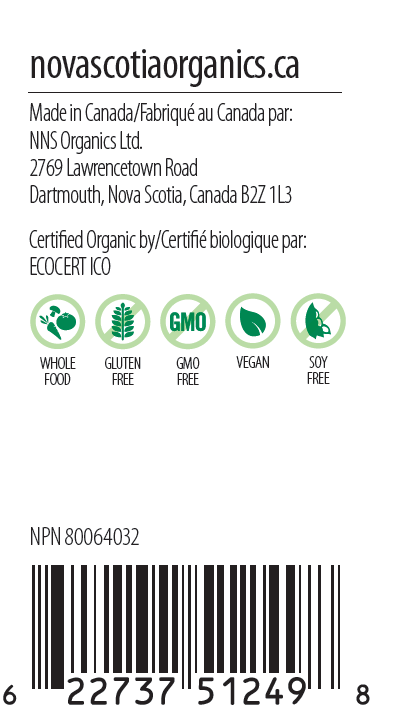 novascotiaorganics.ca
Made in Canada/Fabriqué au Canada par:
NNS Organics Ltd.
2769 Lawrencetown Road
Dartmouth, Nova Scotia, Canada B2Z 1L3
Certified Organic by/Certifié biologique par:
ECOCERT ICO
GMO
WHOLE FOOD
GLUTEN FREE
GMO FREE
VEGAN
SOY FREE
NPN 80064032
6 22737 51249 8